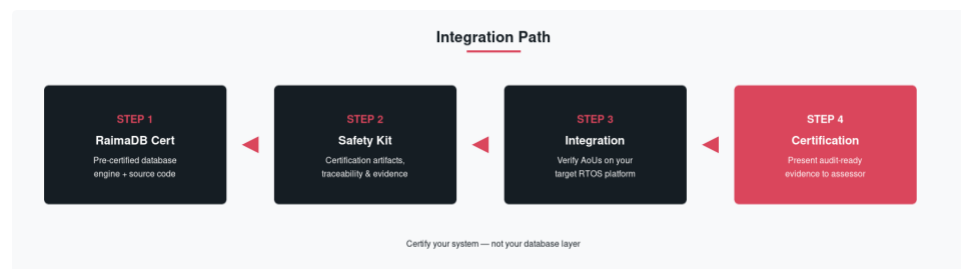 Integration Path
STEP 1
RaimaDB Cert
Pre-certified database
engine + source code
STEP 2
Safety Kit
Certification artifacts,
traceability & evidence
STEP 3
Integration
Verify AoUs on your
target RTOS platform
STEP 4
Certification
Present audit-ready
evidence to assessor
Certify your system — not your database layer